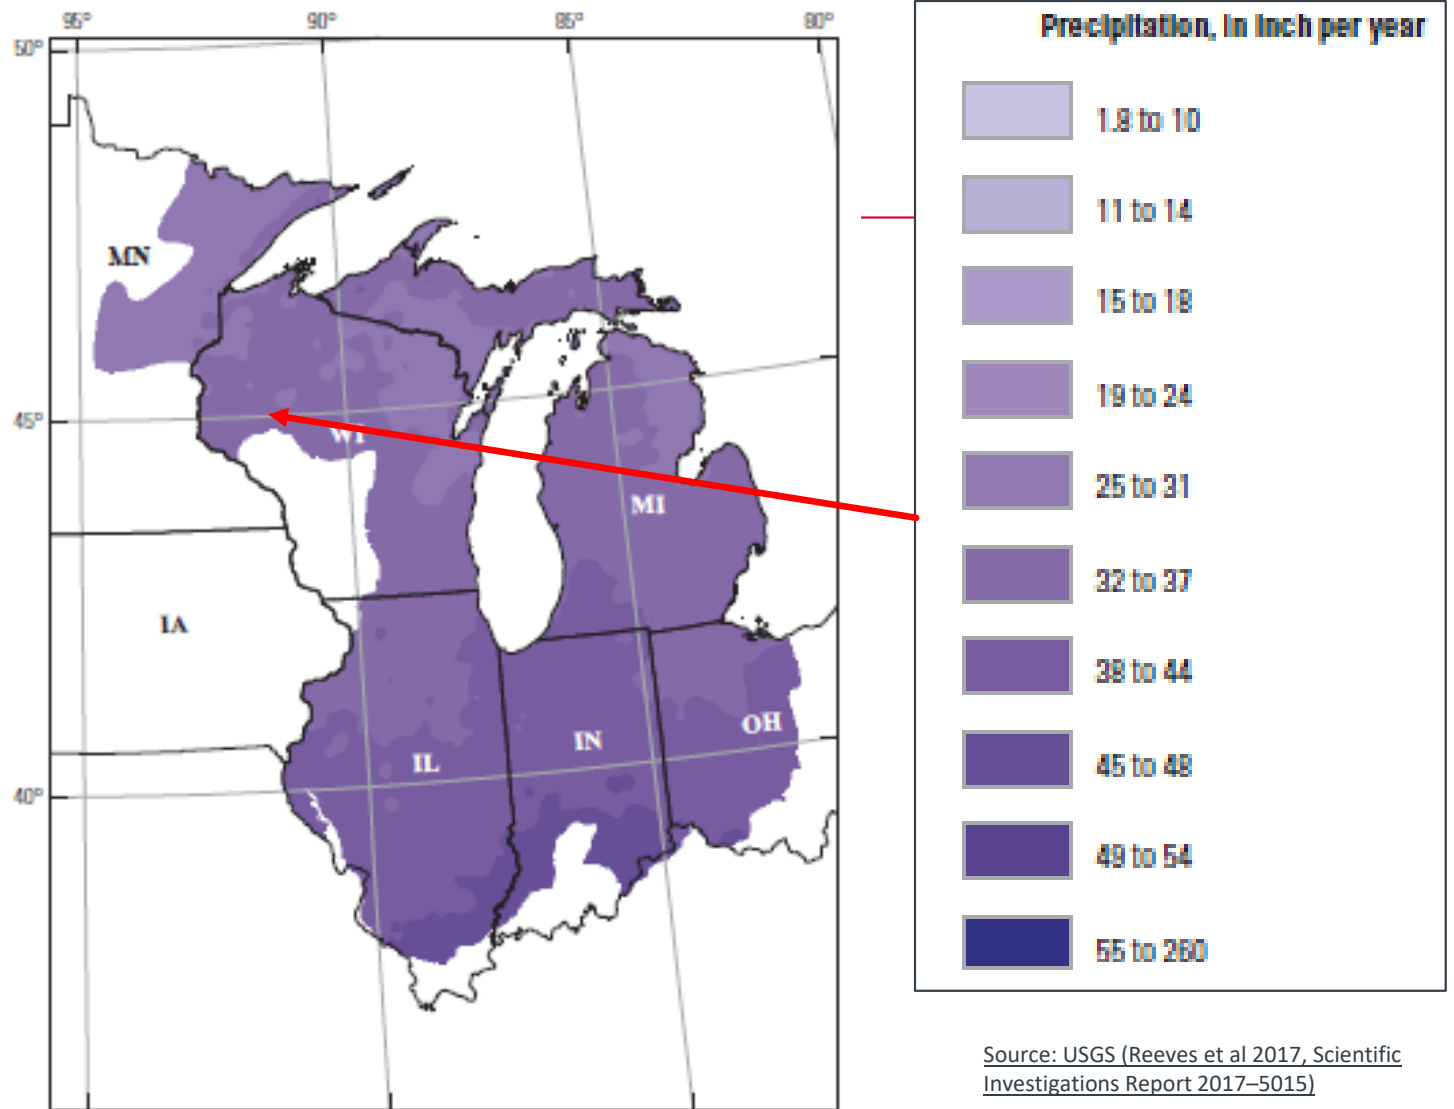 95° 90° 85° 80°
50°
MN
45°
WI
MI
IA
OH
IN
IL
40°
Precipitation, in inch per year
1.8 to 10
11 to 14
15 to 18
19 to 24
25 to 31
32 to 37
38 to 44
45 to 48
49 to 54
55 to 260
Source: USGS (Reeves et al 2017, Scientific
Investigations Report 2017–5015)